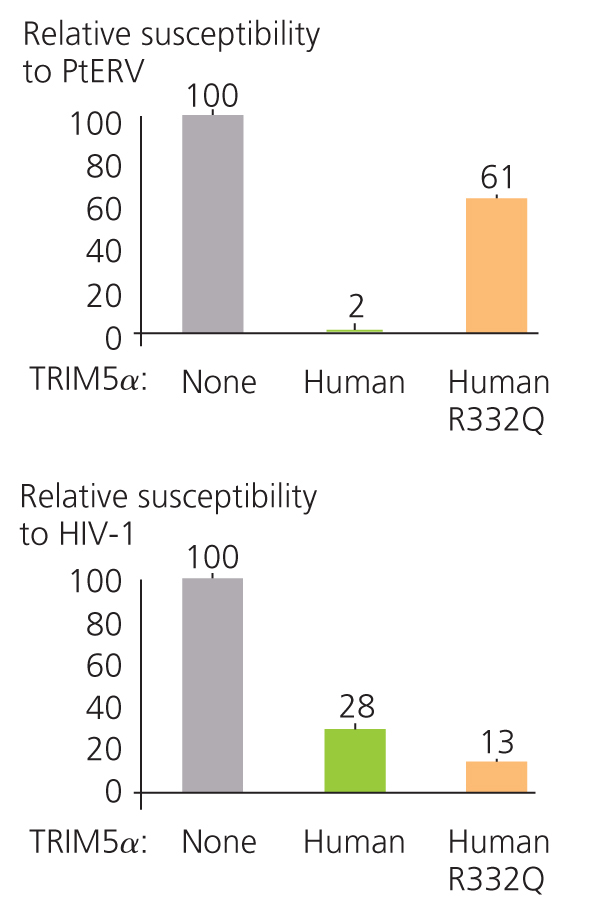 Relative susceptibility
to PtERV
100
100
80
60
40
20
0
61
2
TRIM5α: None Human Human
R332Q
Relative susceptibility
to HIV-1
100
100
80
60
40
20
0
28
13
TRIM5α: None Human Human
R332Q